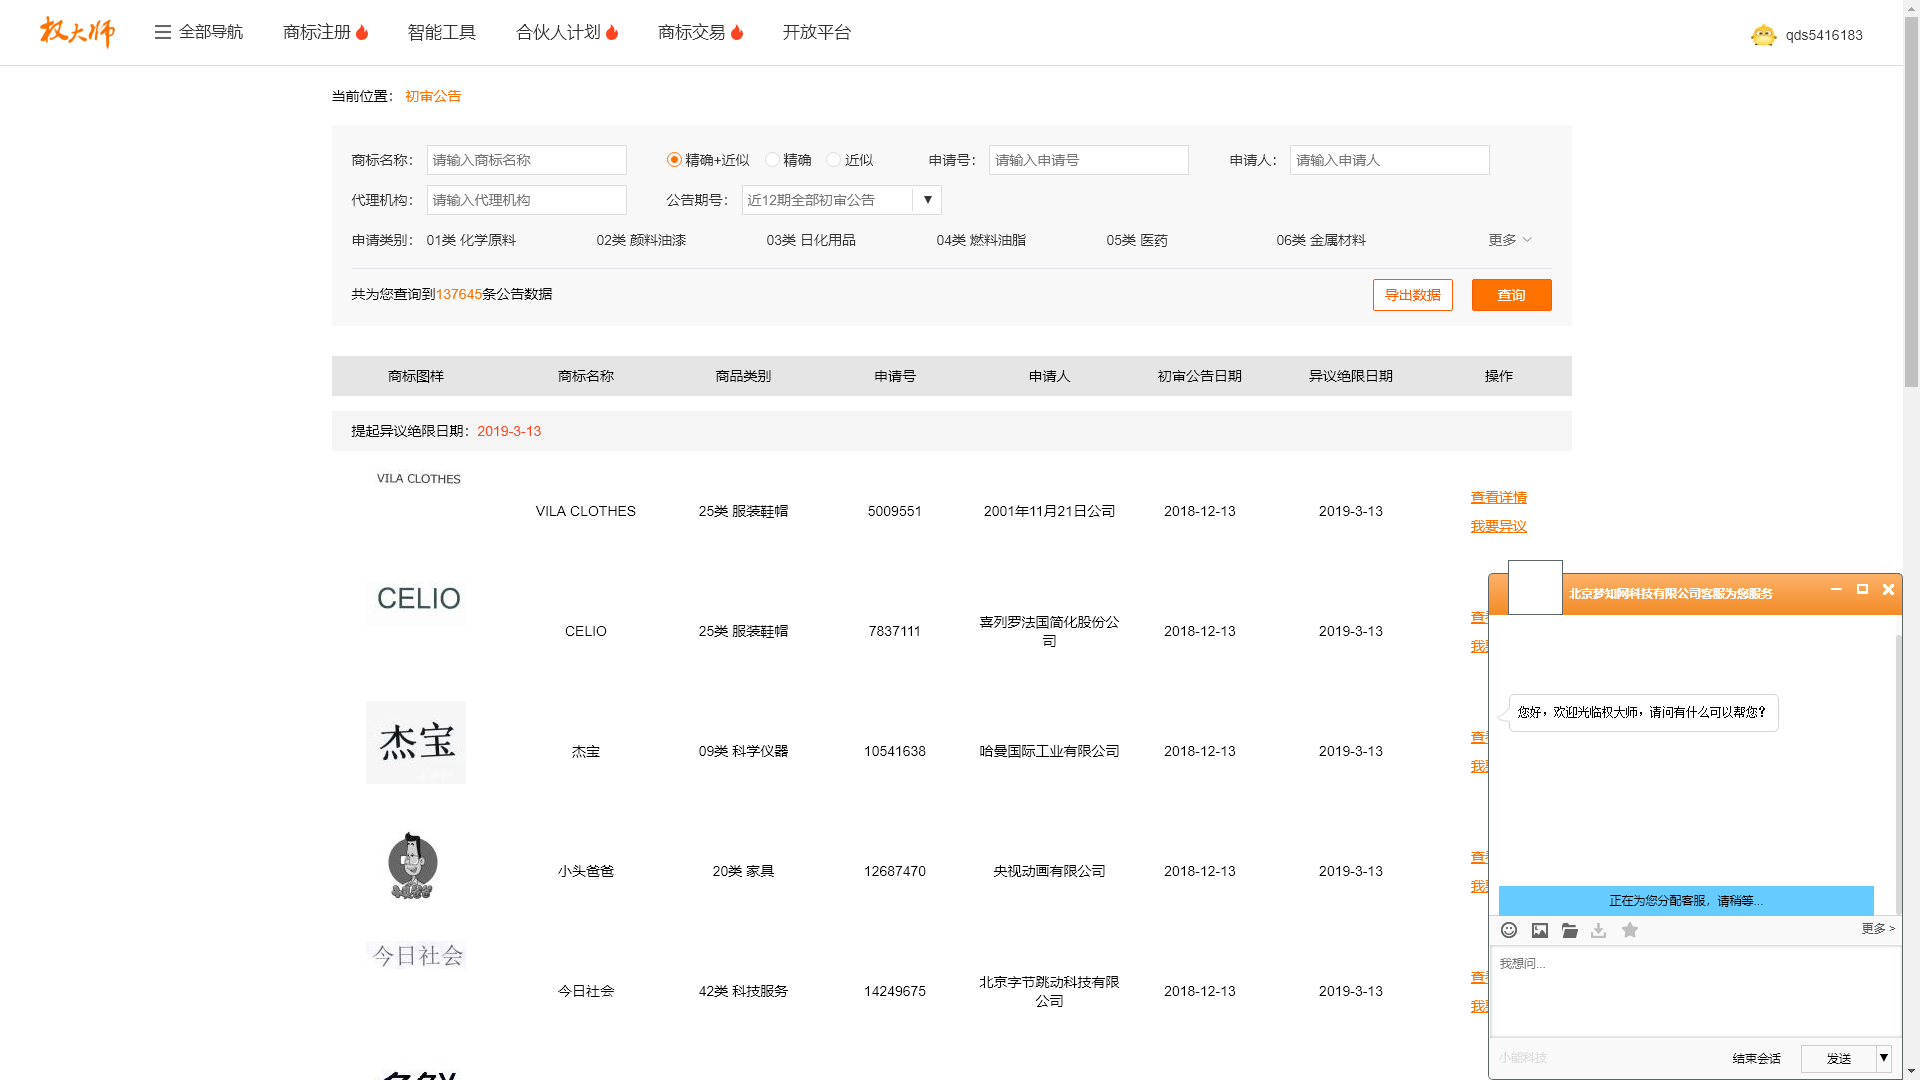 权大师 全部导航 商标注册 智能工具 合伙人计划 商标交易 开放平台 qds5416183
当前位置： 初审公告
商标名称： 请输入商标名称 精确+近似 精确 近似 申请号： 请输入申请号 申请人： 请输入申请人
代理机构： 请输入代理机构 公告期号： 近12期全部初审公告 ▼
申请类别： 01类 化学原料 02类 颜料油漆 03类 日化用品 04类 燃料油脂 05类 医药 06类 金属材料 更多
共为您查询到137645条公告数据 导出数据 查询
商标图样 商标名称 商品类别 申请号 申请人 初审公告日期 异议绝限日期 操作
提起异议绝限日期：2019-3-13
VILA CLOTHES
VILA CLOTHES 25类 服装鞋帽 5009551 2001年11月21日公司 2018-12-13 2019-3-13 查看详情
我要异议
CELIO
CELIO 25类 服装鞋帽 7837111 喜列罗法国简化股份公司 2018-12-13 2019-3-13
杰宝
杰宝 09类 科学仪器 10541638 哈曼国际工业有限公司 2018-12-13 2019-3-13
小头爸爸 20类 家具 12687470 央视动画有限公司 2018-12-13 2019-3-13
今日社会
今日社会 42类 科技服务 14249675 北京字节跳动科技有限公司 2018-12-13 2019-3-13
北京梦知网科技有限公司客服为您服务
您好，欢迎光临权大师，请问有什么可以帮您？
正在为您分配客服，请稍等...
更多 >
我想问...
小能科技 结束会话 发送 ▼